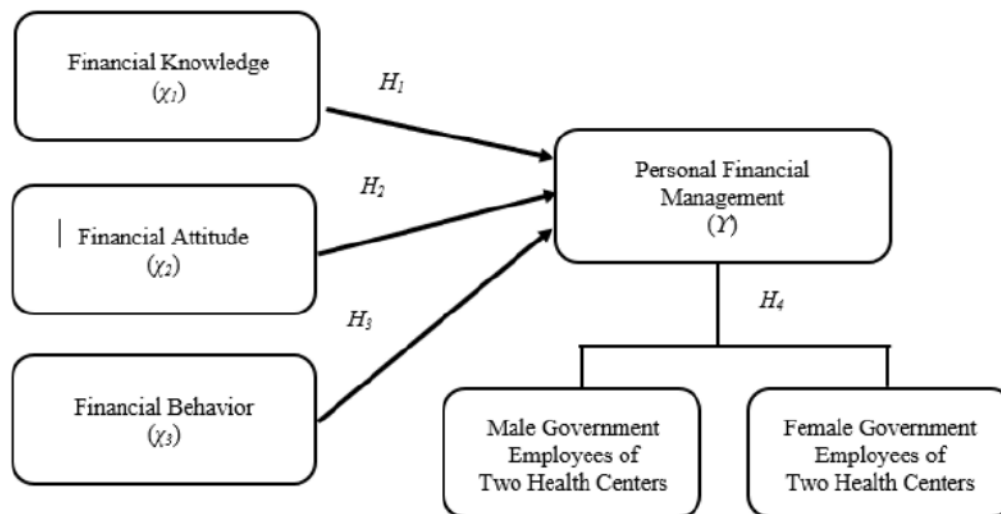 Financial Knowledge
(χ1)
H1
Financial Attitude
(χ2)
H2
Financial Behavior
(χ3)
H3
Personal Financial
Management
(Y)
H4
Male Government
Employees of
Two Health Centers
Female Government
Employees of
Two Health Centers